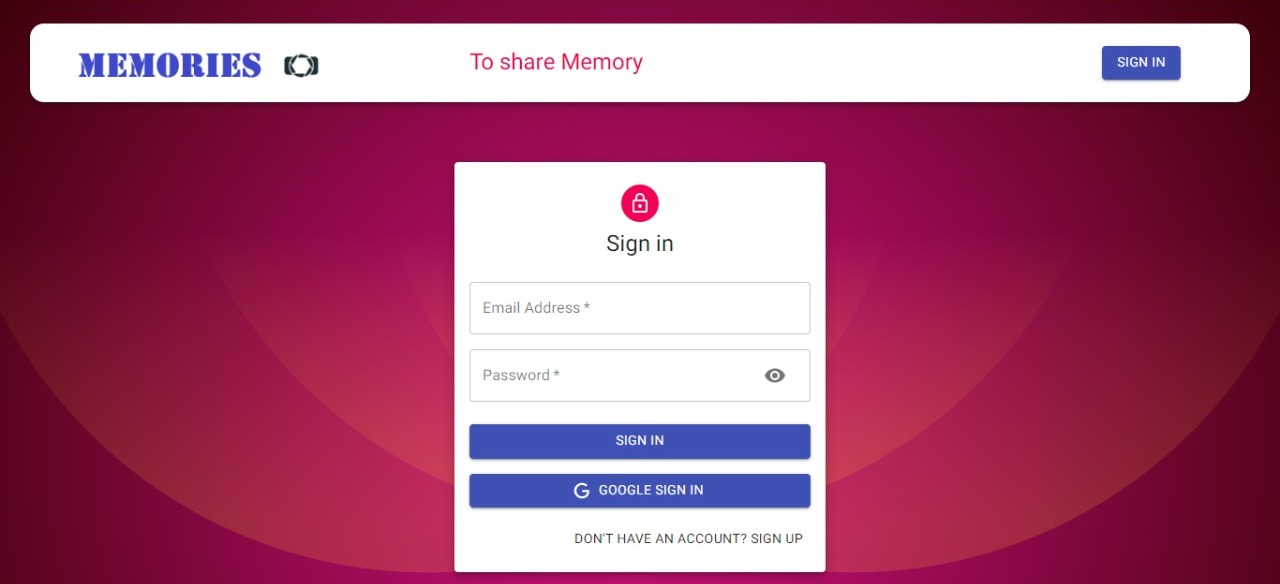 MEMORIES
To share Memory
SIGN IN
Sign in
Email Address *
Password *
SIGN IN
GOOGLE SIGN IN
DON'T HAVE AN ACCOUNT? SIGN UP